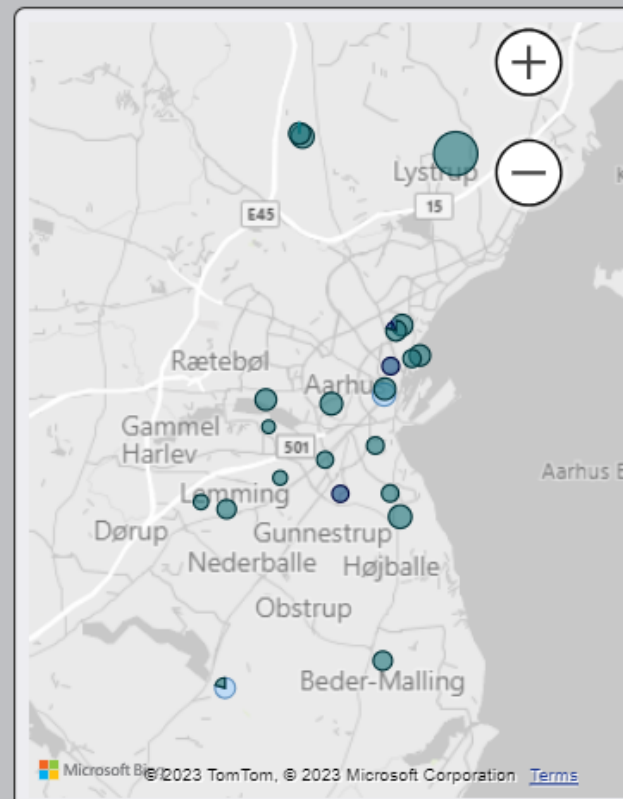 +
Lystrup
−
15
E45
Rætebøl
Aarhus
Gammel
Harlev
501
Aarhus B
Lemming
Dørup
Gunnestrup
Nederballe
Højballe
Obstrup
Beder-Malling
Microsoft Bing
© 2023 TomTom, © 2023 Microsoft Corporation Terms